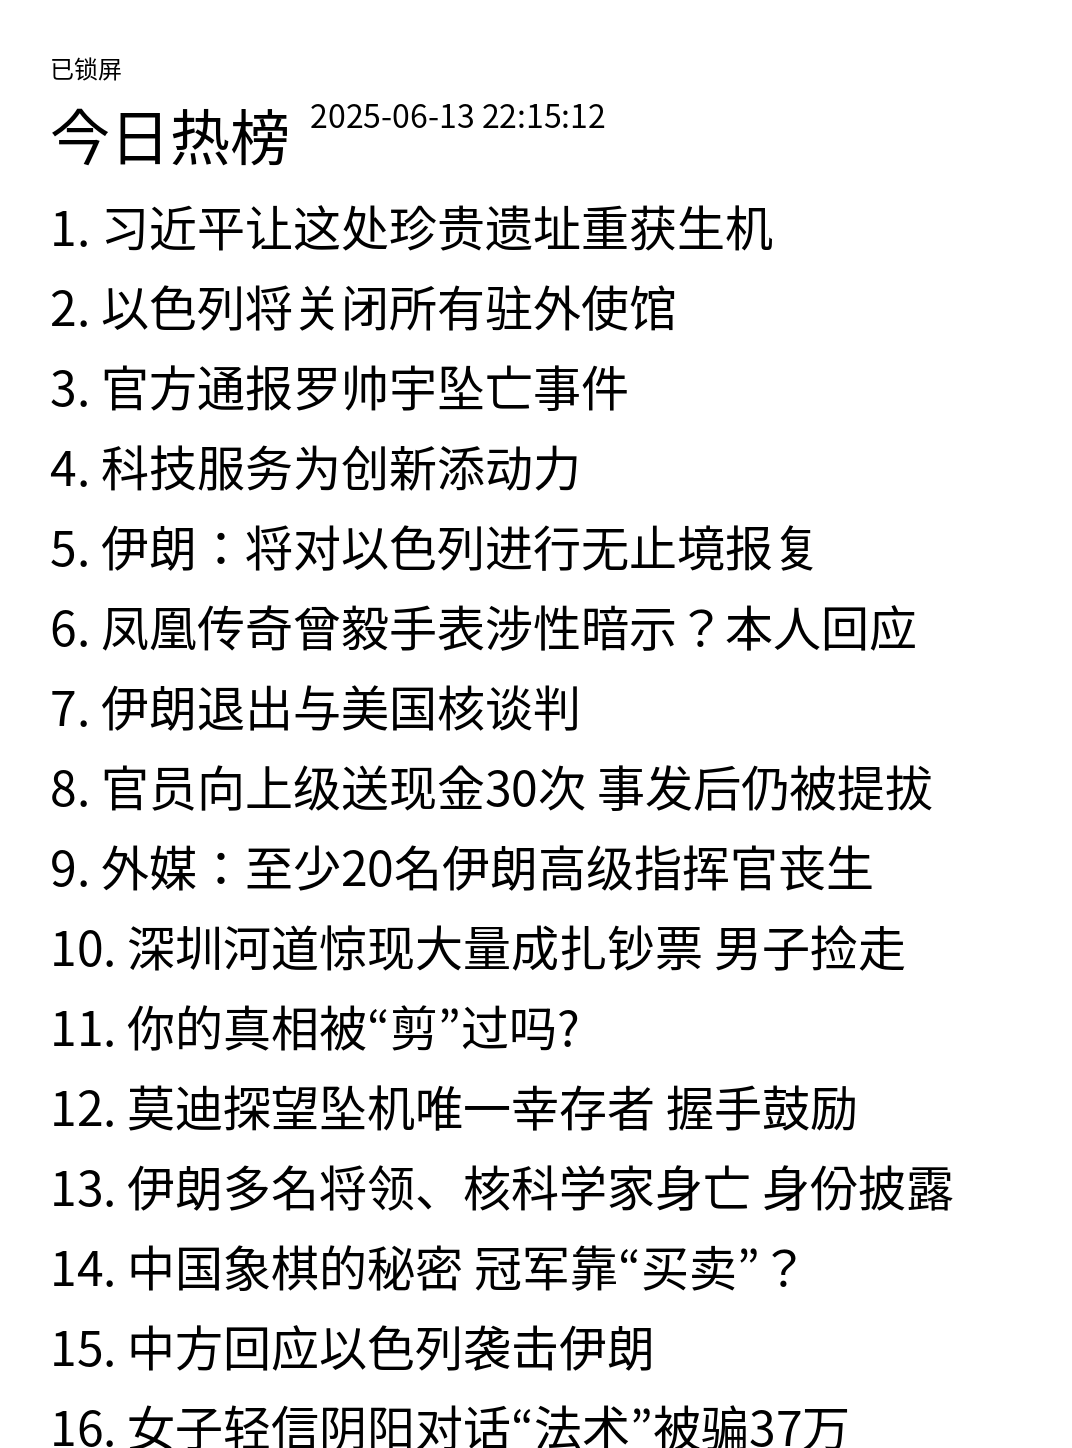 已锁屏
今日热榜 2025-06-13 22:15:12
1. 习近平让这处珍贵遗址重获生机
2. 以色列将关闭所有驻外使馆
3. 官方通报罗帅宇坠亡事件
4. 科技服务为创新添动力
5. 伊朗：将对以色列进行无止境报复
6. 凤凰传奇曾毅手表涉性暗示？本人回应
7. 伊朗退出与美国核谈判
8. 官员向上级送现金30次 事发后仍被提拔
9. 外媒：至少20名伊朗高级指挥官丧生
10. 深圳河道惊现大量成扎钞票 男子捡走
11. 你的真相被“剪”过吗?
12. 莫迪探望坠机唯一幸存者 握手鼓励
13. 伊朗多名将领、核科学家身亡 身份披露
14. 中国象棋的秘密 冠军靠“买卖”？
15. 中方回应以色列袭击伊朗
16. 女子轻信阴阳对话“法术”被骗37万